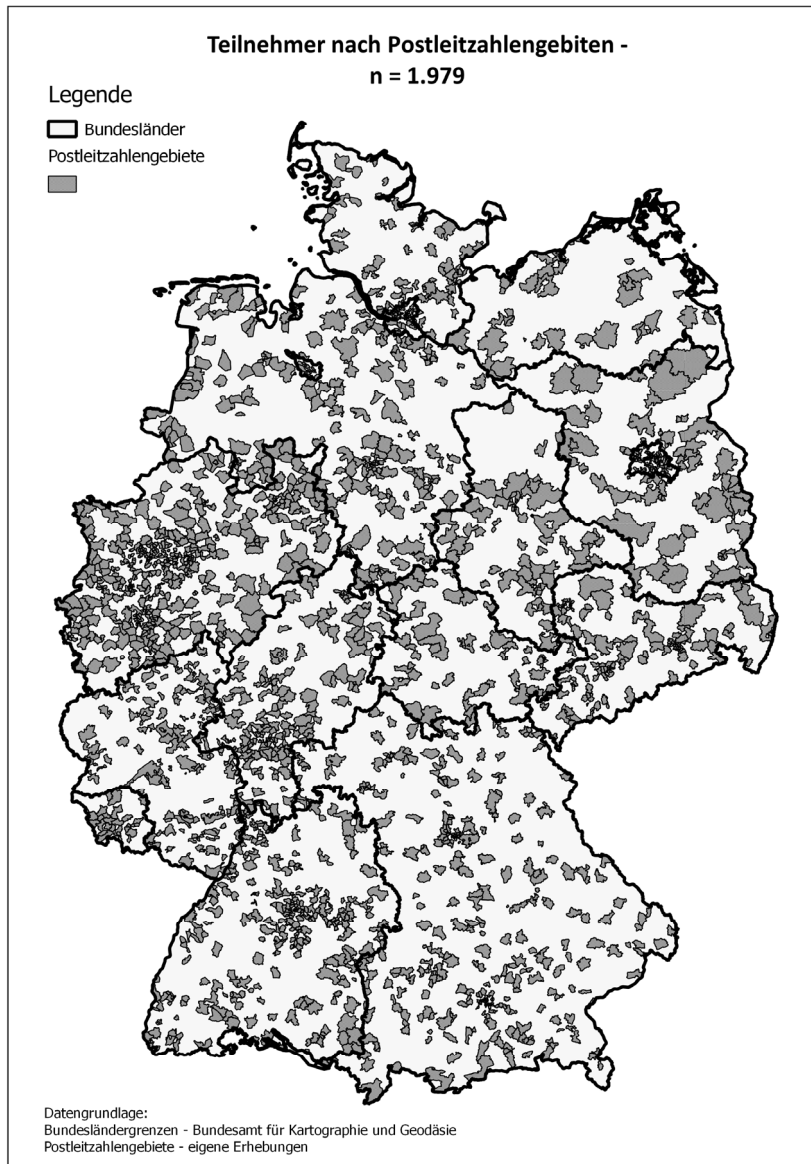 Teilnehmer nach Postleitzahlengebiten -
n = 1.979
Legende
Bundesländer
Postleitzahlengebiete
Datengrundlage:
Bundesländergrenzen - Bundesamt für Kartographie und Geodäsie
Postleitzahlengebiete - eigene Erhebungen